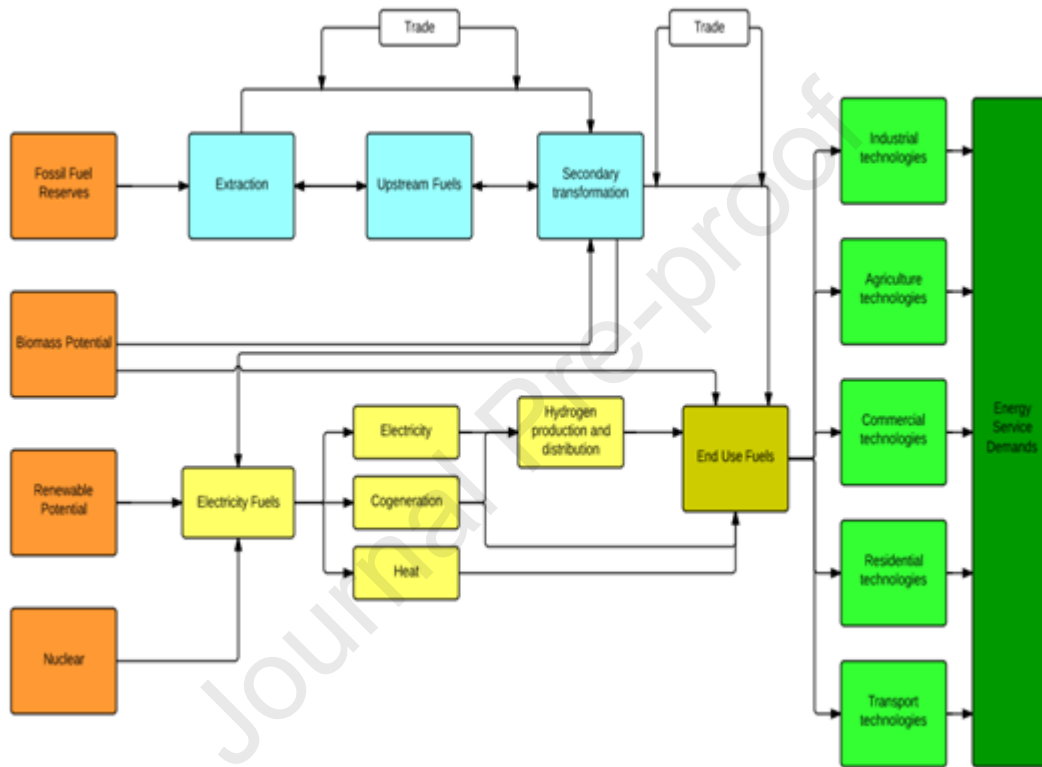 Trade
Trade
Fossil Fuel
Reserves
Extraction
Upstream Fuels
Secondary
transformation
Industrial
technologies
Agriculture
technologies
Biomass Potential
Commercial
technologies
Energy
Service
Demands
Electricity
Hydrogen
production and
distribution
End Use Fuels
Renewable
Potential
Electricity Fuels
Cogeneration
Heat
Residential
technologies
Nuclear
Transport
technologies
Journal Pre-proof